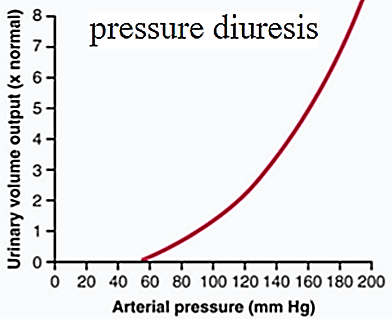 pressure diuresis
Urinary volume output (x normal)
8
7
6
5
4
3
2
1
0
0 20 40 60 80 100 120 140 160 180 200
Arterial pressure (mm Hg)